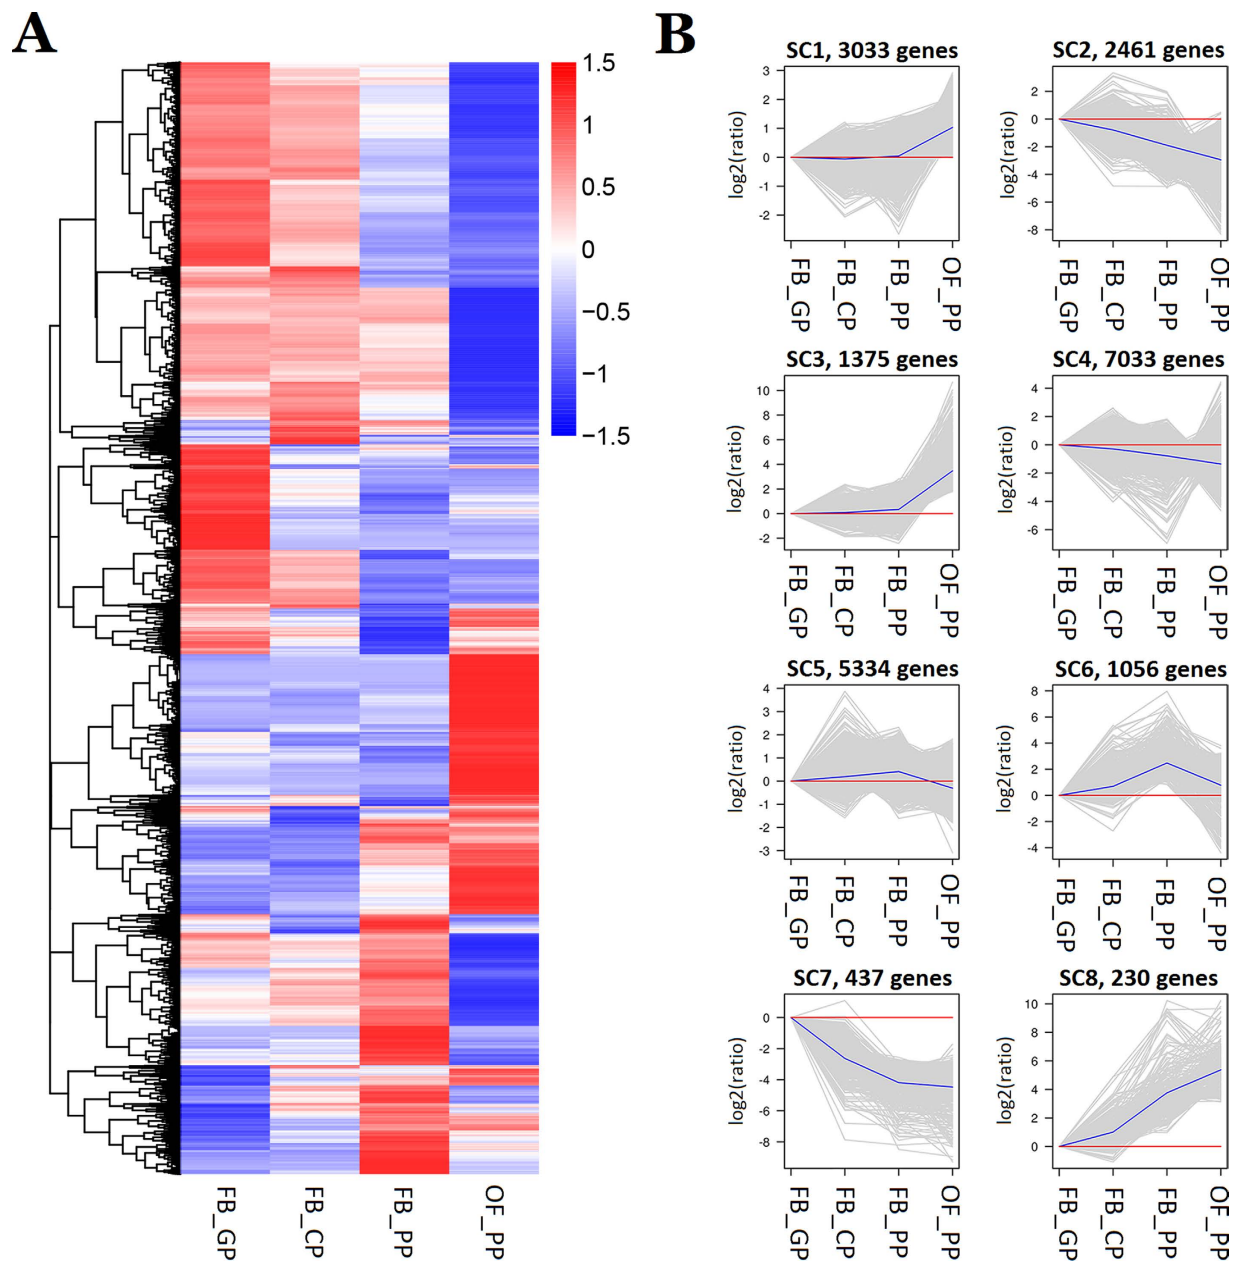 A
1.5
1
0.5
0
−0.5
−1
−1.5
FB_GP
FB_CP
FB_PP
OF_PP
B
SC1, 3033 genes
log2(ratio)
3
2
1
0
-1
-2
FB_GP
FB_CP
FB_PP
OF_PP
SC2, 2461 genes
log2(ratio)
2
0
-2
-4
-6
-8
FB_GP
FB_CP
FB_PP
OF_PP
SC3, 1375 genes
log2(ratio)
10
8
6
4
2
0
-2
FB_GP
FB_CP
FB_PP
OF_PP
SC4, 7033 genes
log2(ratio)
4
2
0
-2
-4
-6
FB_GP
FB_CP
FB_PP
OF_PP
SC5, 5334 genes
log2(ratio)
4
3
2
1
0
-1
-2
-3
FB_GP
FB_CP
FB_PP
OF_PP
SC6, 1056 genes
log2(ratio)
8
6
4
2
0
-2
-4
FB_GP
FB_CP
FB_PP
OF_PP
SC7, 437 genes
log2(ratio)
0
-2
-4
-6
-8
FB_GP
FB_CP
FB_PP
OF_PP
SC8, 230 genes
log2(ratio)
10
8
6
4
2
0
FB_GP
FB_CP
FB_PP
OF_PP